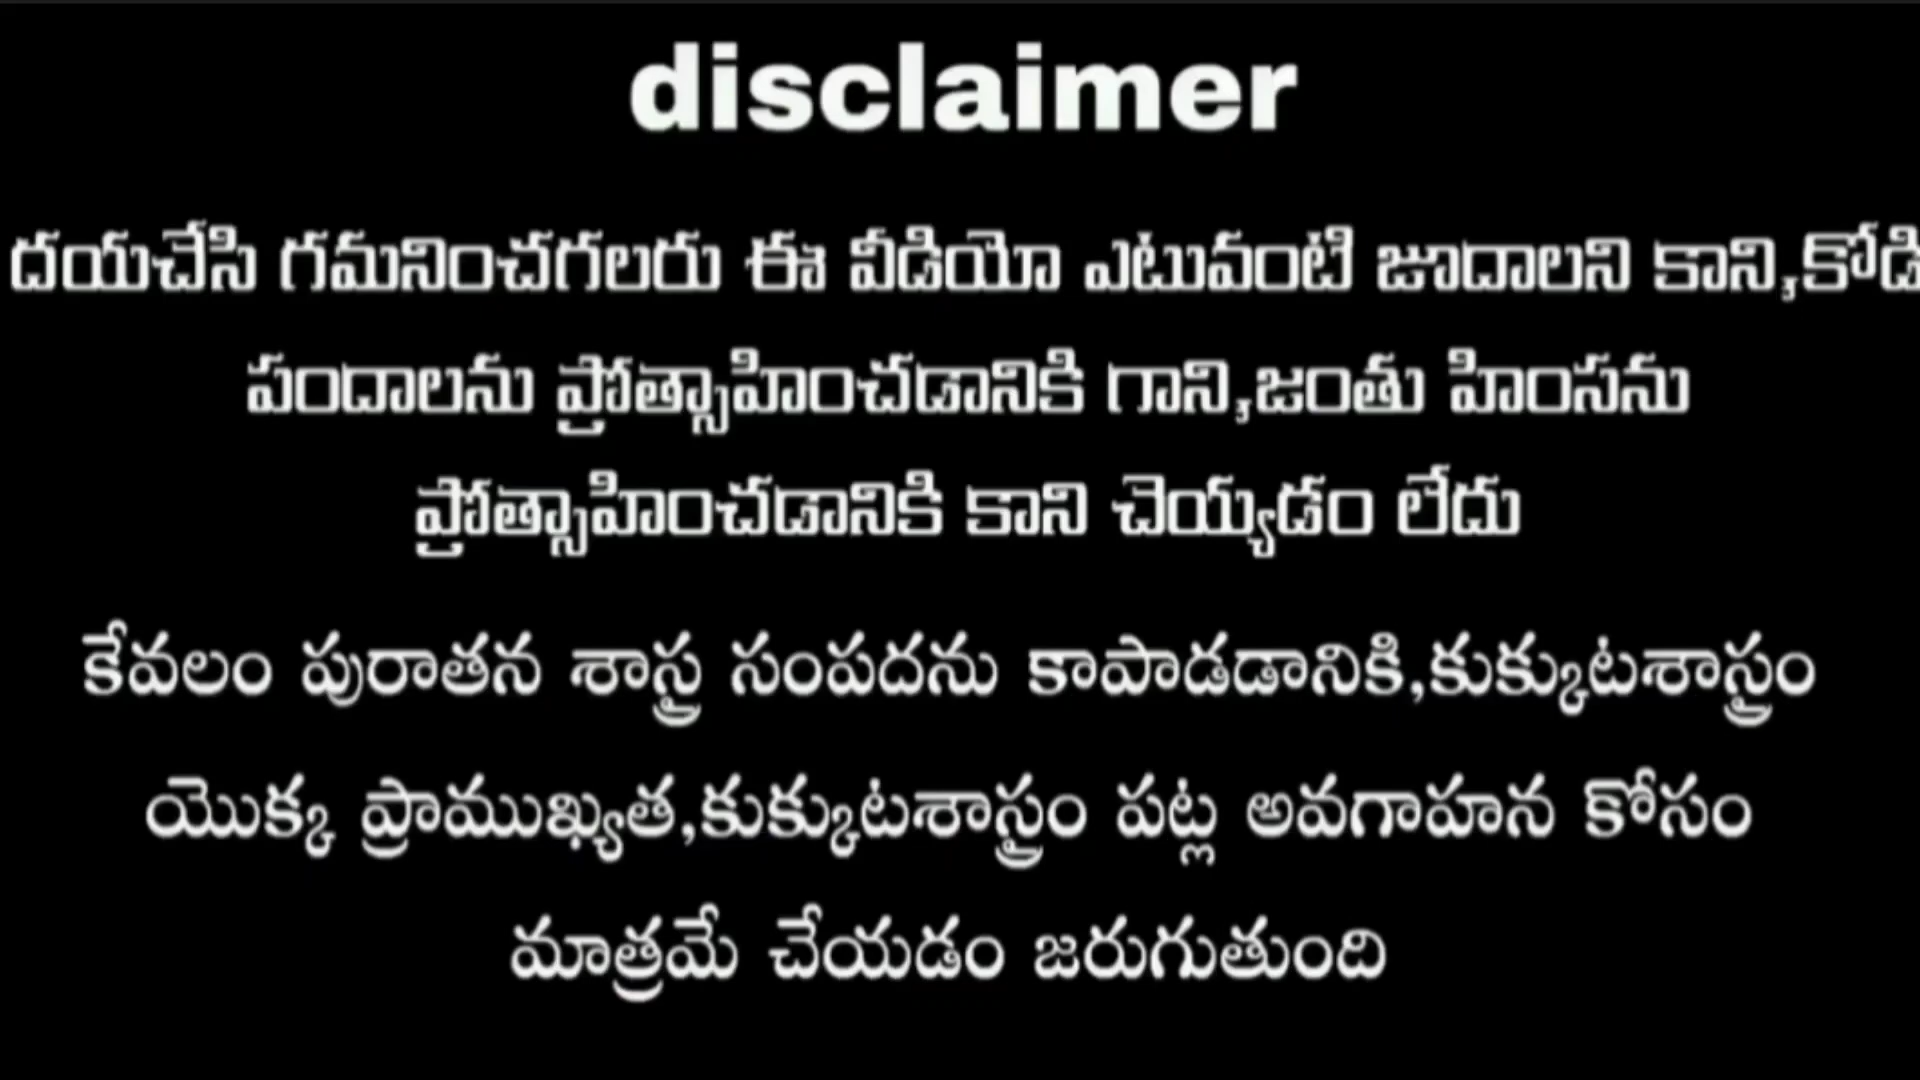 disclaimer
దయచేసి గమనించగలరు ఈ వీడియో ఎటువంటి జూదాలని కాని,కోడి
పందాలను ప్రోత్సాహించడానికి గాని,జంతు హింసను
ప్రోత్సాహించడానికి కాని చెయ్యడం లేదు
కేవలం పురాతన శాస్త్ర సంపదను కాపాడడానికి,కుక్కుటశాస్త్రం
యొక్క ప్రాముఖ్యత,కుక్కుటశాస్త్రం పట్ల అవగాహన కోసం
మాత్రమే చేయడం జరుగుతుంది